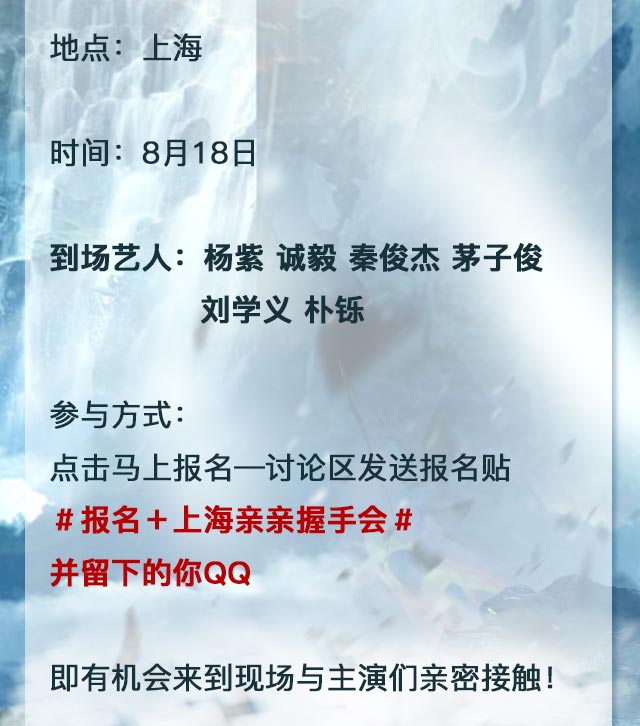 地点：上海
时间：8月18日
到场艺人：杨紫 诚毅 秦俊杰 茅子俊
刘学义 朴铄
参与方式：
点击马上报名—讨论区发送报名贴
#报名＋上海亲亲握手会#
并留下的你QQ
即有机会来到现场与主演们亲密接触！